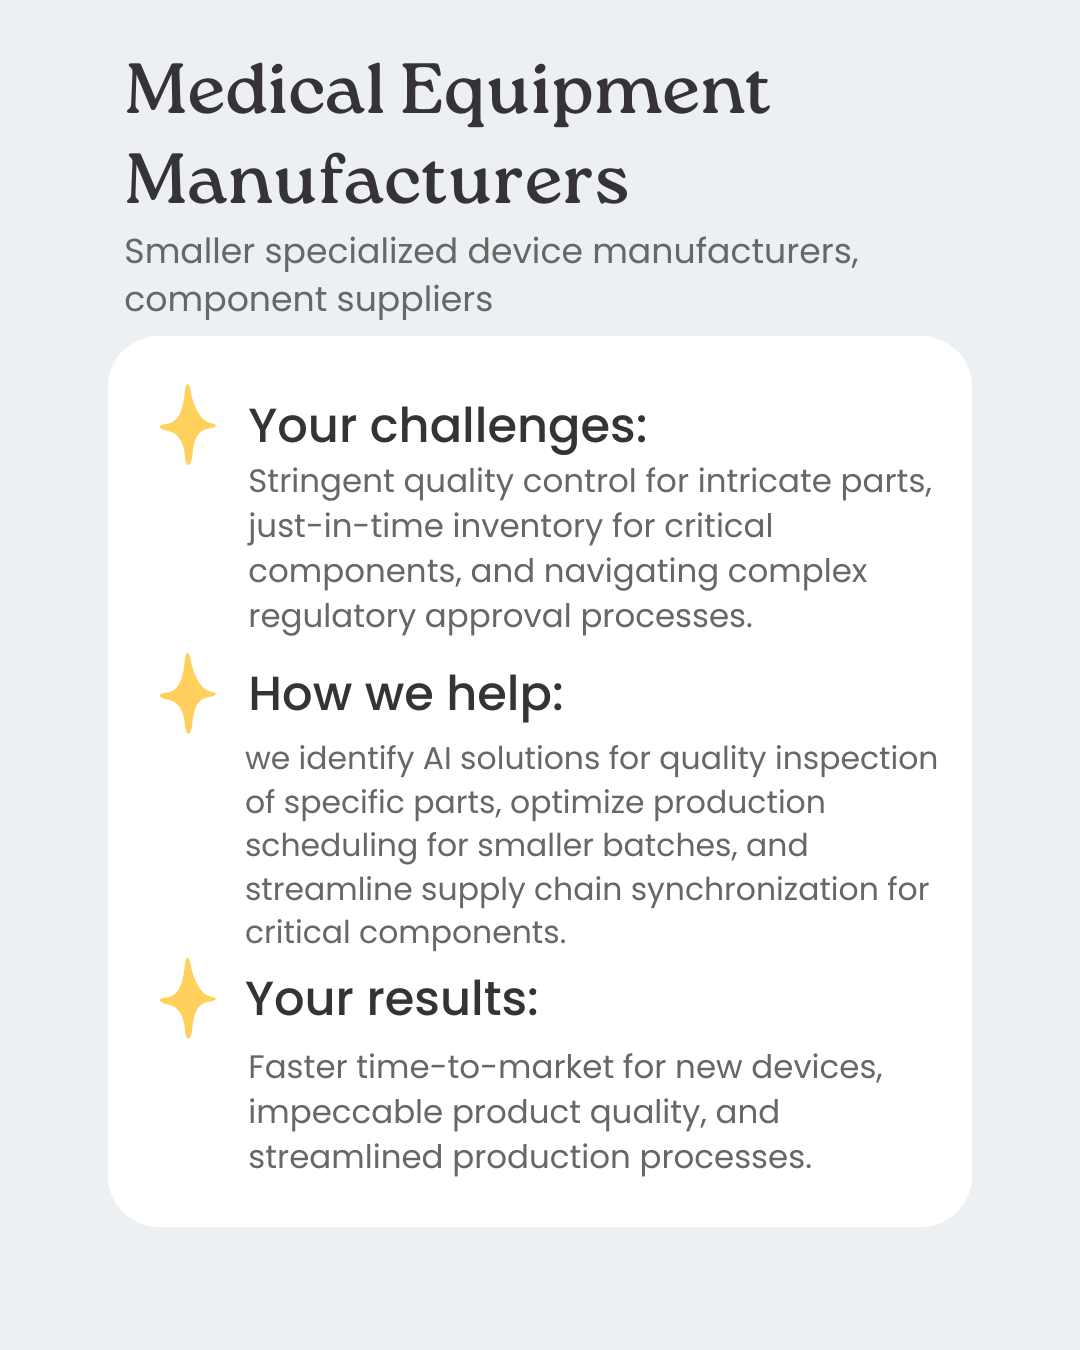 Medical Equipment
Manufacturers
Smaller specialized device manufacturers,
component suppliers
Your challenges:
Stringent quality control for intricate parts,
just-in-time inventory for critical
components, and navigating complex
regulatory approval processes.
How we help:
we identify AI solutions for quality inspection
of specific parts, optimize production
scheduling for smaller batches, and
streamline supply chain synchronization for
critical components.
Your results:
Faster time-to-market for new devices,
impeccable product quality, and
streamlined production processes.